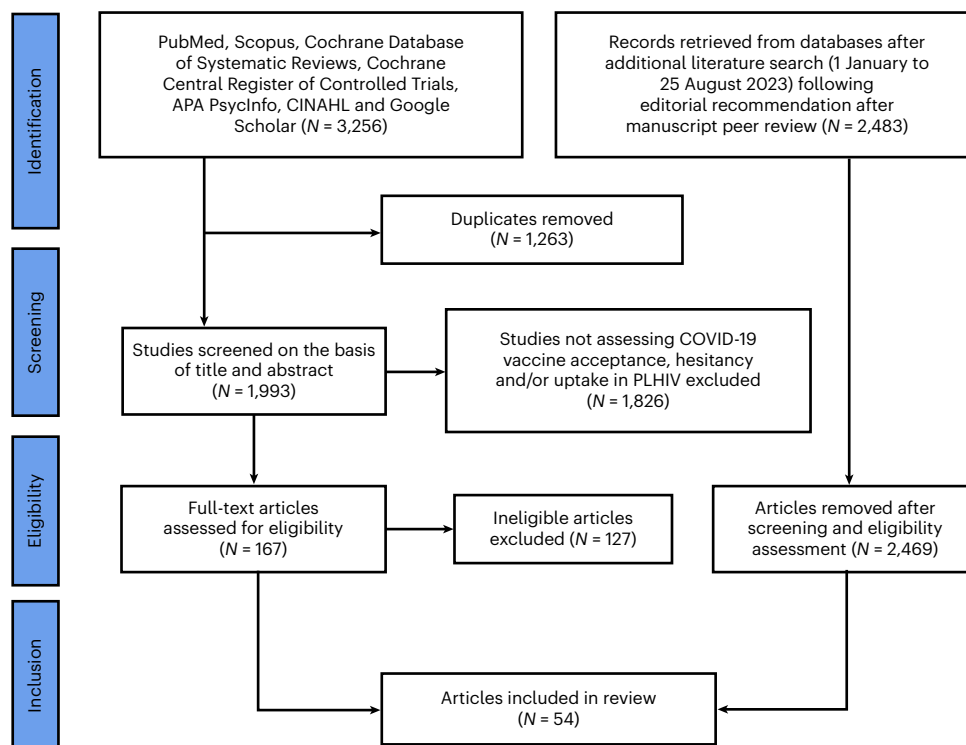 Identification
PubMed, Scopus, Cochrane Database
of Systematic Reviews, Cochrane
Central Register of Controlled Trials,
APA PsycInfo, CINAHL and Google
Scholar (N = 3,256)
Records retrieved from databases after
additional literature search (1 January to
25 August 2023) following
editorial recommendation after
manuscript peer review (N = 2,483)
Duplicates removed
(N = 1,263)
Screening
Studies screened on the basis
of title and abstract
(N = 1,993)
Studies not assessing COVID-19
vaccine acceptance, hesitancy
and/or uptake in PLHIV excluded
(N = 1,826)
Eligibility
Full-text articles
assessed for eligibility
(N = 167)
Ineligible articles
excluded (N = 127)
Articles removed after
screening and eligibility
assessment (N = 2,469)
Inclusion
Articles included in review
(N = 54)